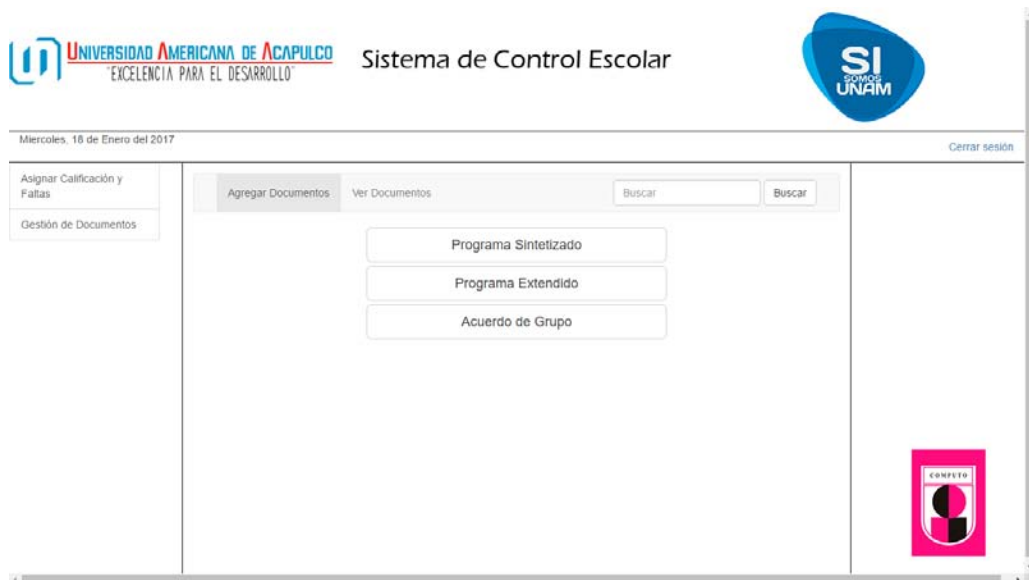 UNIVERSIDAD AMERICANA DE ACAPULCO
"EXCELENCIA PARA EL DESARROLLO"
Sistema de Control Escolar
SI
SOMOS
UNAM
Miercoles, 18 de Enero del 2017
Cerrar sesión
Asignar Calificación y
Faltas
Gestión de Documentos
Agregar Documentos Ver Documentos Buscar Buscar
Programa Sintetizado
Programa Extendido
Acuerdo de Grupo
COMPUTO